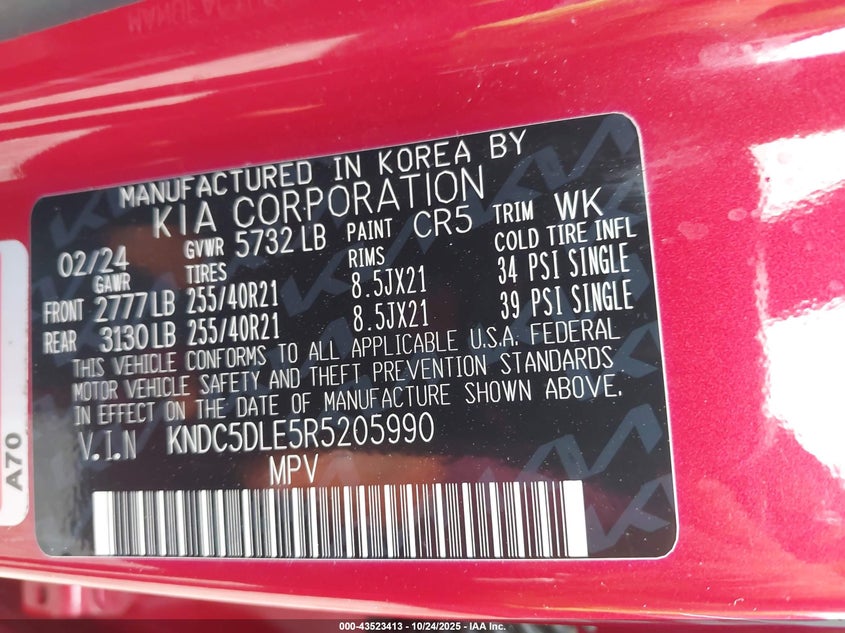 MANUFACTURED IN KOREA BY
KIA CORPORATION
02/24 GVWR 5732 LB PAINT CR5 TRIM WK
GAWR TIRES RIMS COLD TIRE INFL
FRONT 2777 LB 255/40R21 8.5JX21 34 PSI SINGLE
REAR 3130 LB 255/40R21 8.5JX21 39 PSI SINGLE
THIS VEHICLE CONFORMS TO ALL APPLICABLE U.S.A. FEDERAL
MOTOR VEHICLE SAFETY AND THEFT PREVENTION STANDARDS
IN EFFECT ON THE DATE OF MANUFACTURE SHOWN ABOVE.
V.I.N KNDC5DLE5R5205990
MPV
A70
000-43523413 - 10/24/2025 - IAA Inc.